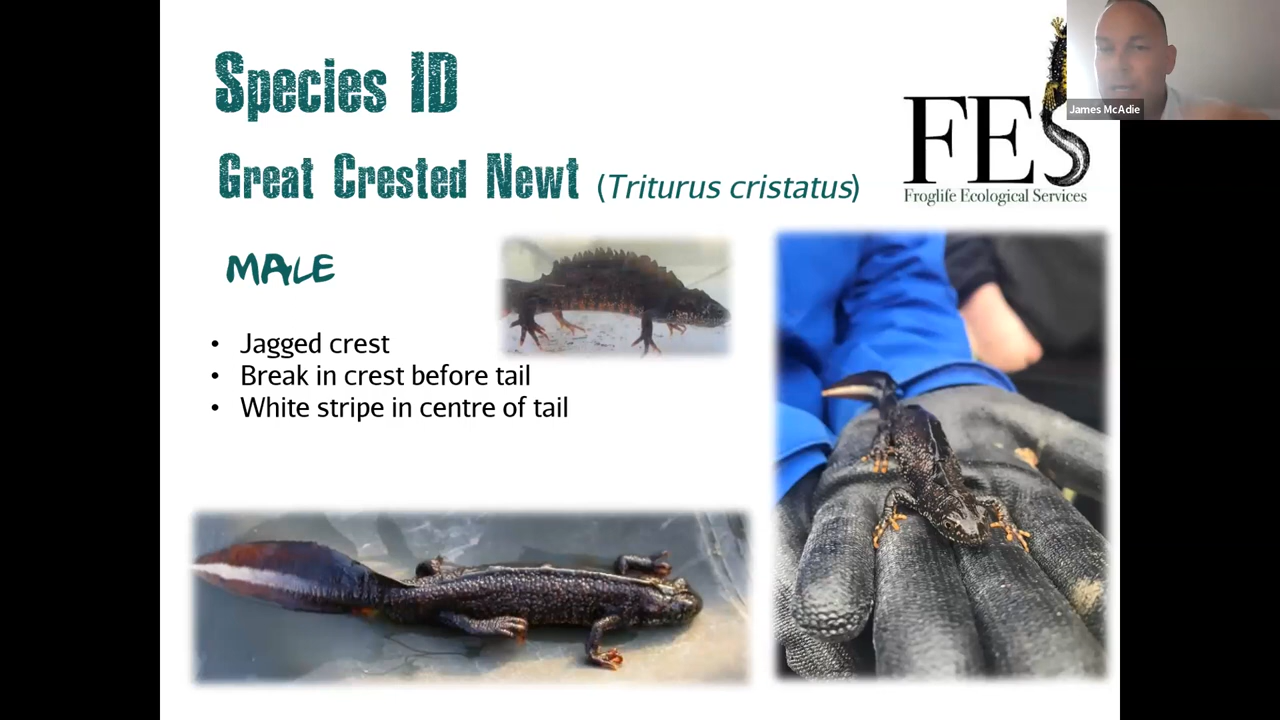 Species ID
James McAdie
FES
Froglife Ecological Services
Great Crested Newt (Triturus cristatus)
MALE
• Jagged crest
• Break in crest before tail
• White stripe in centre of tail